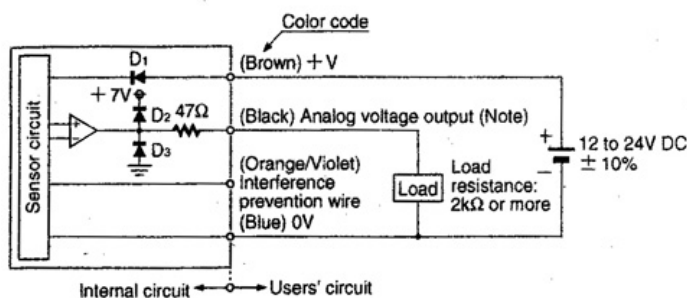 Color code
D1
(Brown) + V
+ 7V
D2 47Ω
(Black) Analog voltage output (Note)
D3
Sensor circuit
+
−
+
12 to 24V DC
−
± 10%
(Orange/Violet)
Interference
prevention wire
Load
Load
resistance:
2kΩ or more
(Blue) 0V
Internal circuit
Users' circuit